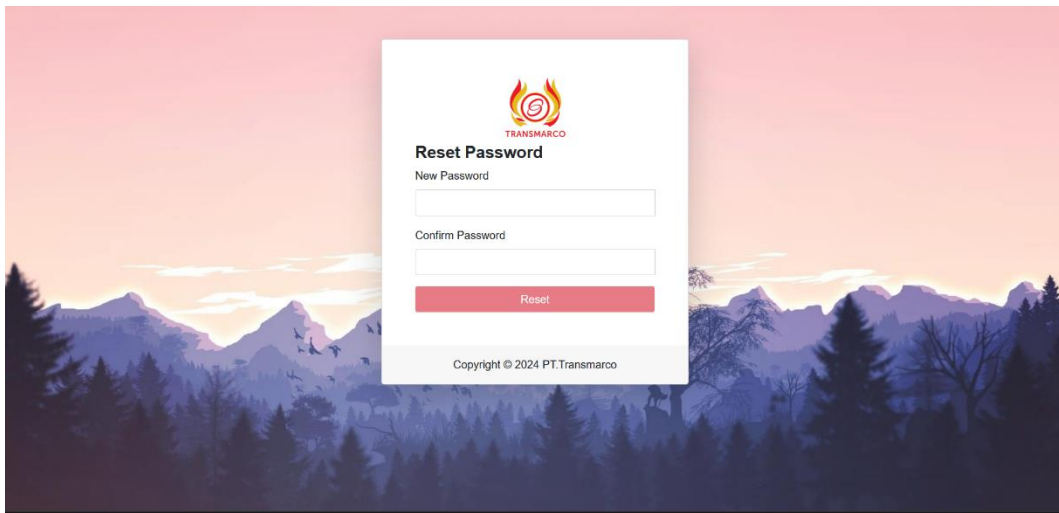 TRANSMARCO
Reset Password
New Password
Confirm Password
Reset
Copyright © 2024 PT.Transmarco